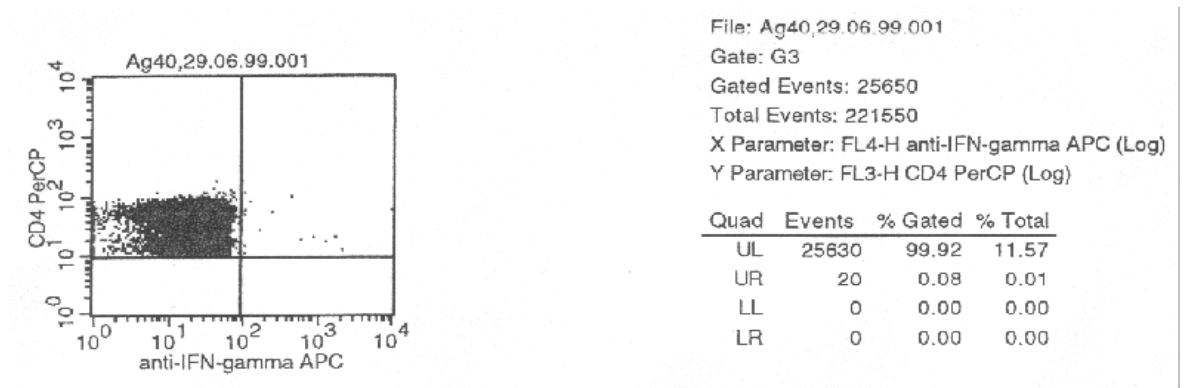 Ag40,29.06.99.001
10^4
10^3
10^2
10^1
10^0
CD4 PerCP
10^0 10^1 10^2 10^3 10^4
anti-IFN-gamma APC
File: Ag40,29.06.99.001
Gate: G3
Gated Events: 25650
Total Events: 221550
X Parameter: FL4-H anti-IFN-gamma APC (Log)
Y Parameter: FL3-H CD4 PerCP (Log)
Quad Events % Gated % Total
UL 25630 99.92 11.57
UR 20 0.08 0.01
LL 0 0.00 0.00
LR 0 0.00 0.00